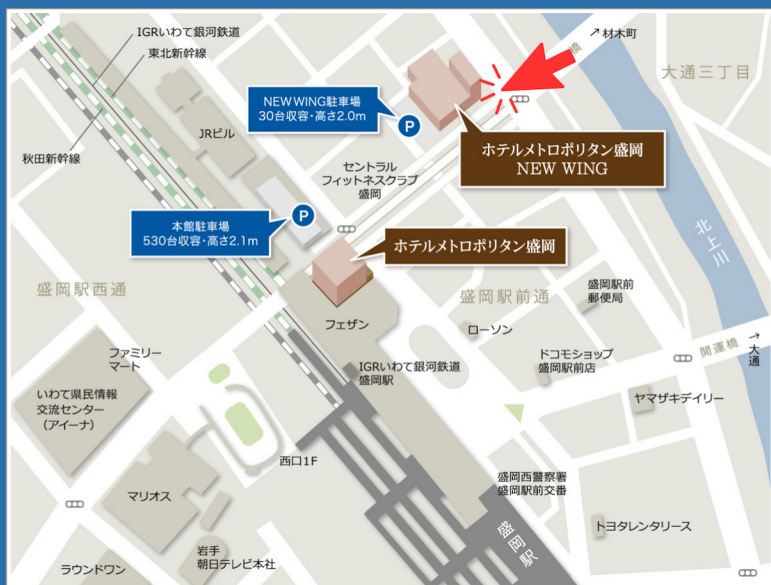 IGRいわて銀河鉄道
東北新幹線
↗材木町
橋
大通三丁目
NEW WING駐車場
30台収容・高さ2.0m
P
JRビル
秋田新幹線
ホテルメトロポリタン盛岡
NEW WING
セントラル
フィットネスクラブ
盛岡
本館駐車場
530台収容・高さ2.1m
P
ホテルメトロポリタン盛岡
北上川
盛岡駅西通
盛岡駅前通
盛岡駅前
郵便局
フェザン
ローソン
開運橋
→大通
ファミリー
マート
IGRいわて銀河鉄道
盛岡駅
ドコモショップ
盛岡駅前店
いわて県民情報
交流センター
(アイーナ)
ヤマザキデイリー
西口1F
盛岡西警察署
盛岡駅前交番
マリオス
盛岡駅
トヨタレンタリース
岩手
朝日テレビ本社
ラウンドワン